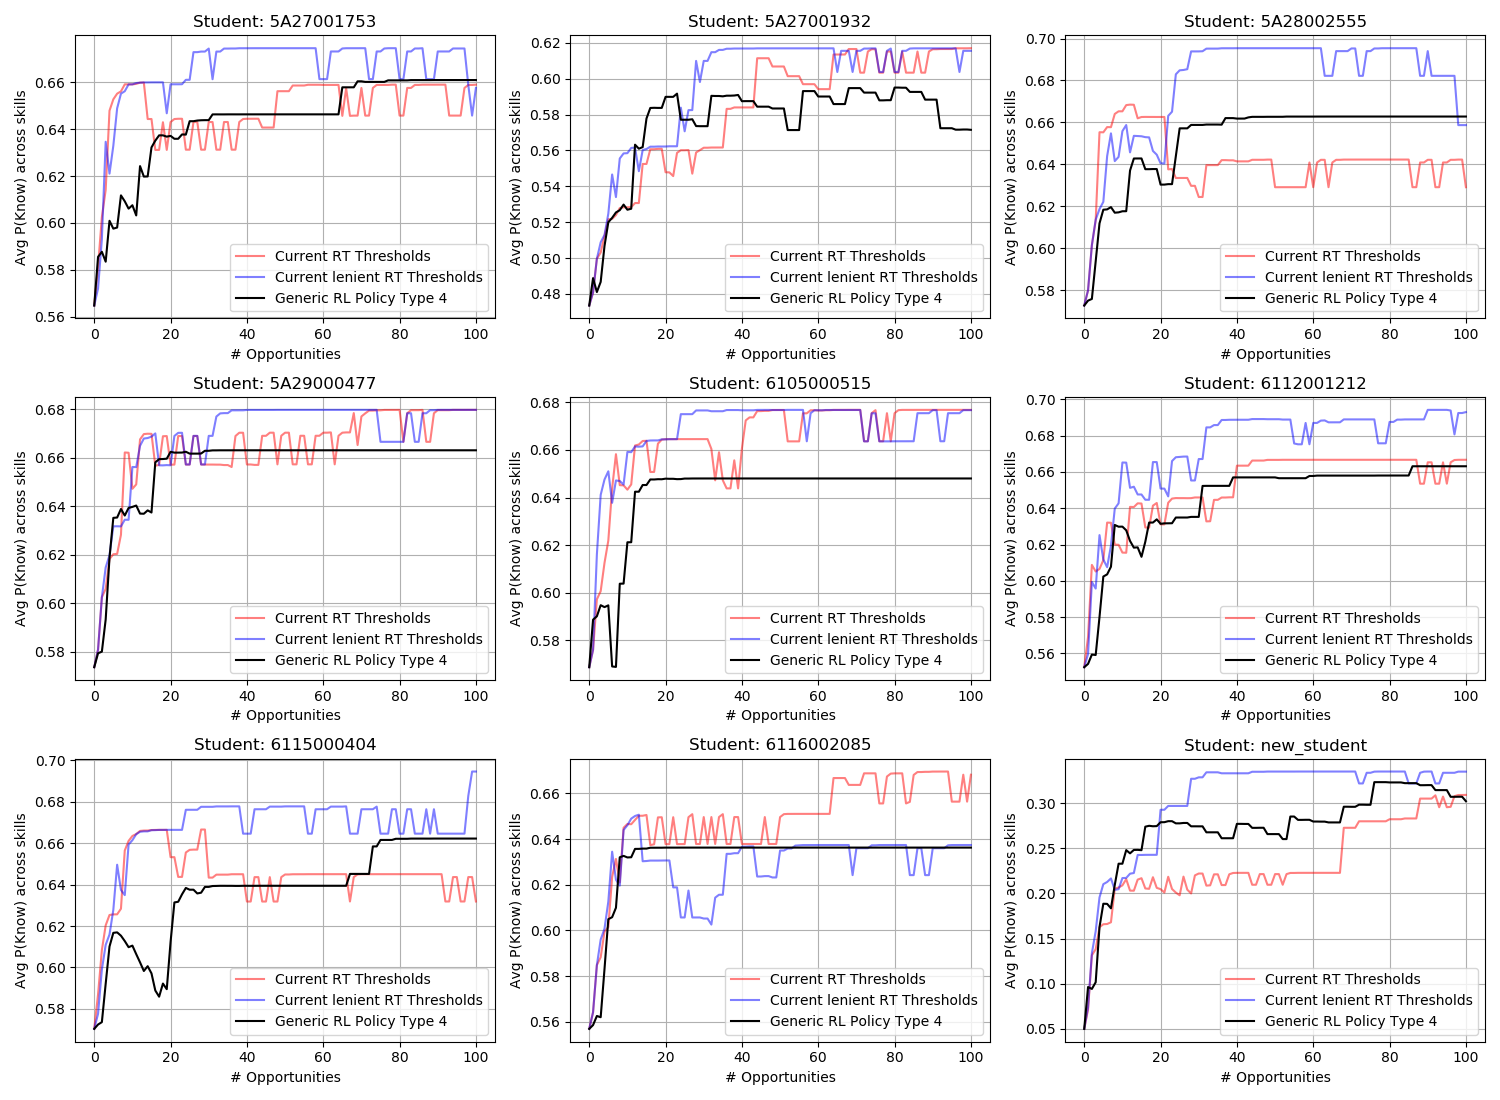 Student: 5A27001753
Avg P(Know) across skills
0.66
0.64
0.62
0.60
0.58
0.56
0 20 40 60 80 100
# Opportunities
Current RT Thresholds
Current lenient RT Thresholds
Generic RL Policy Type 4
Student: 5A27001932
Avg P(Know) across skills
0.62
0.60
0.58
0.56
0.54
0.52
0.50
0.48
0 20 40 60 80 100
# Opportunities
Current RT Thresholds
Current lenient RT Thresholds
Generic RL Policy Type 4
Student: 5A28002555
Avg P(Know) across skills
0.70
0.68
0.66
0.64
0.62
0.60
0.58
0 20 40 60 80 100
# Opportunities
Current RT Thresholds
Current lenient RT Thresholds
Generic RL Policy Type 4
Student: 5A29000477
Avg P(Know) across skills
0.68
0.66
0.64
0.62
0.60
0.58
0 20 40 60 80 100
# Opportunities
Current RT Thresholds
Current lenient RT Thresholds
Generic RL Policy Type 4
Student: 6105000515
Avg P(Know) across skills
0.68
0.66
0.64
0.62
0.60
0.58
0 20 40 60 80 100
# Opportunities
Current RT Thresholds
Current lenient RT Thresholds
Generic RL Policy Type 4
Student: 6112001212
Avg P(Know) across skills
0.70
0.68
0.66
0.64
0.62
0.60
0.58
0.56
0 20 40 60 80 100
# Opportunities
Current RT Thresholds
Current lenient RT Thresholds
Generic RL Policy Type 4
Student: 6115000404
Avg P(Know) across skills
0.70
0.68
0.66
0.64
0.62
0.60
0.58
0 20 40 60 80 100
# Opportunities
Current RT Thresholds
Current lenient RT Thresholds
Generic RL Policy Type 4
Student: 6116002085
Avg P(Know) across skills
0.66
0.64
0.62
0.60
0.58
0.56
0 20 40 60 80 100
# Opportunities
Current RT Thresholds
Current lenient RT Thresholds
Generic RL Policy Type 4
Student: new_student
Avg P(Know) across skills
0.30
0.25
0.20
0.15
0.10
0.05
0 20 40 60 80 100
# Opportunities
Current RT Thresholds
Current lenient RT Thresholds
Generic RL Policy Type 4